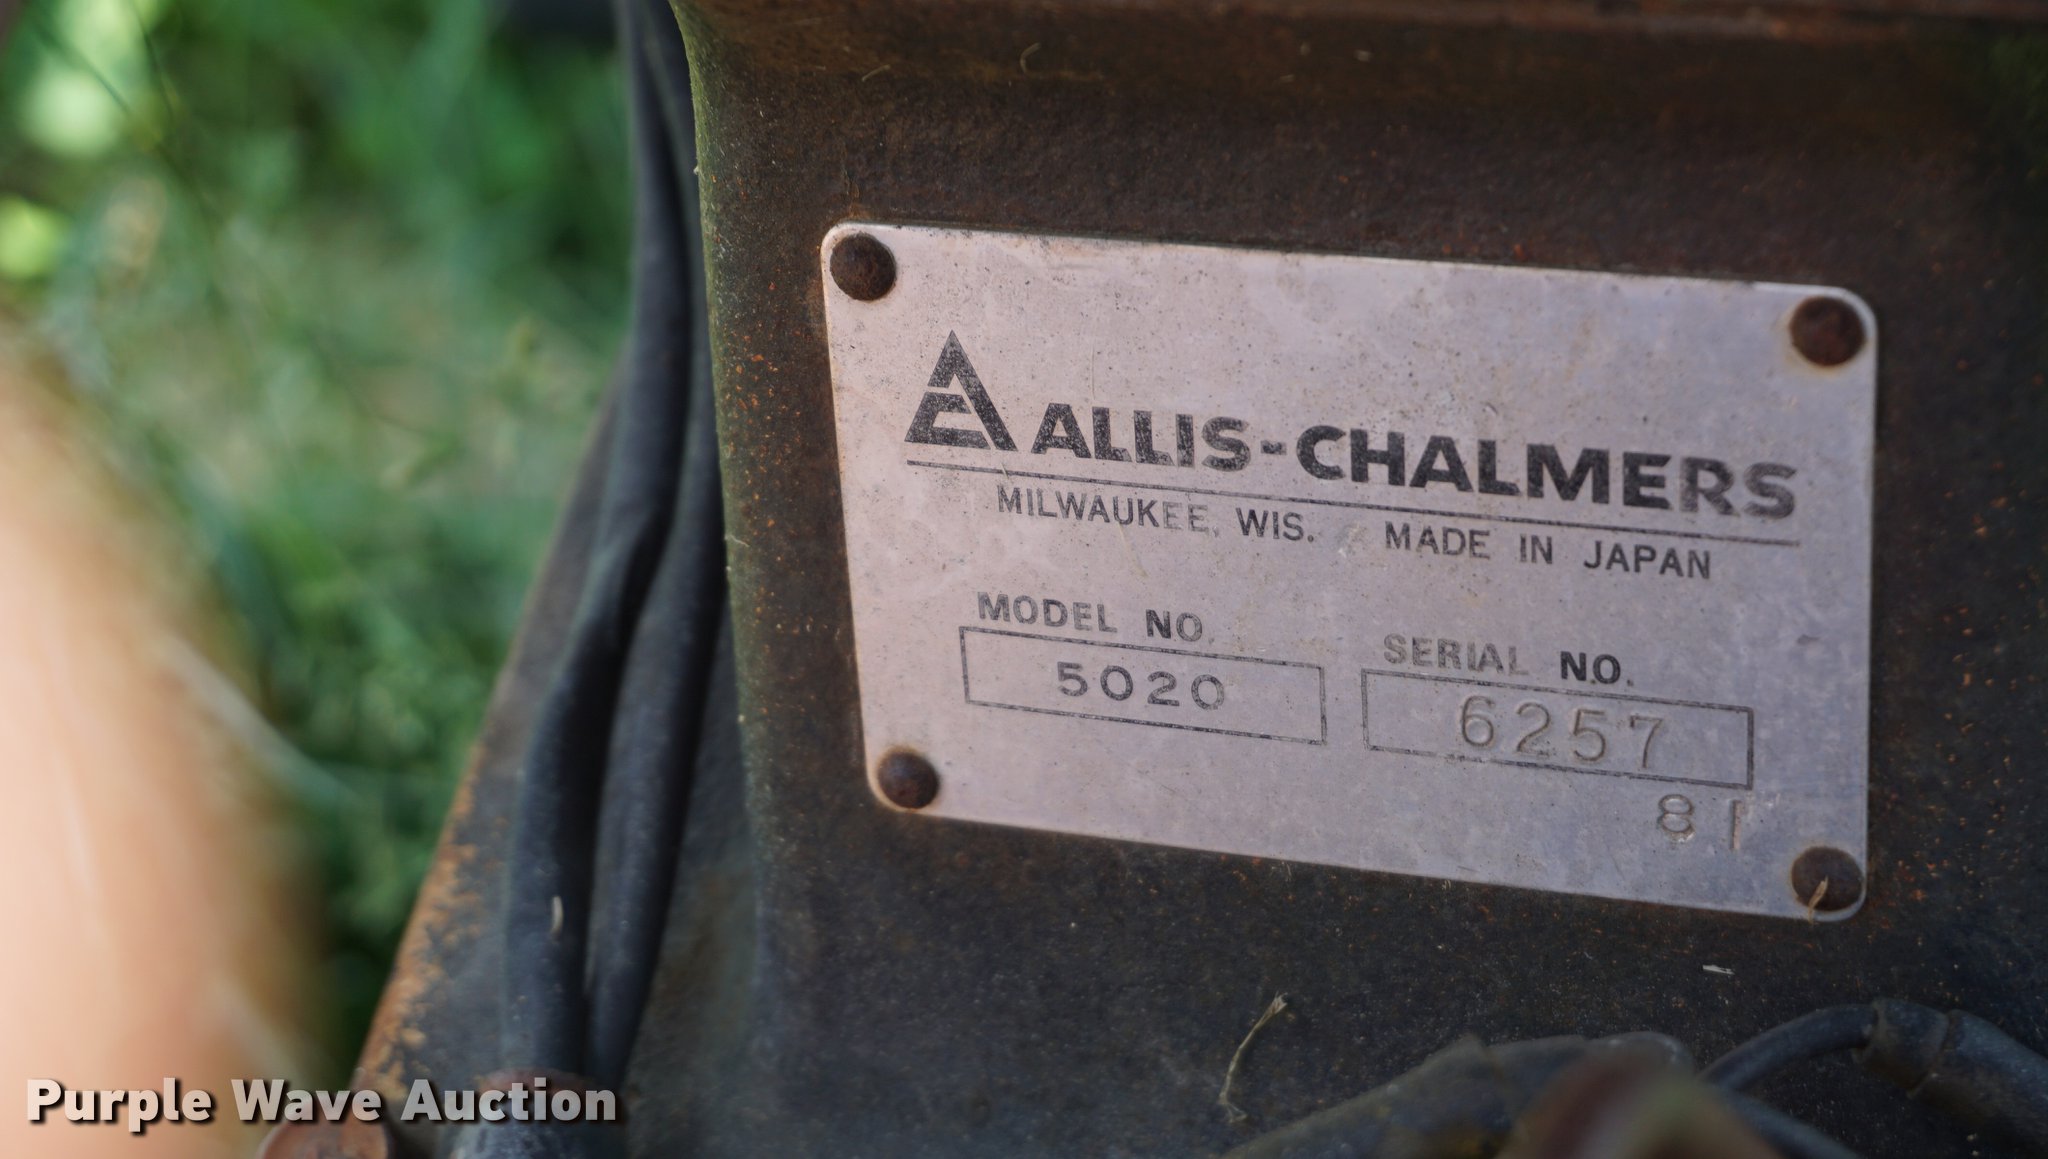 ALLIS-CHALMERS
MILWAUKEE, WIS. MADE IN JAPAN
MODEL NO. SERIAL NO.
5020 6257
81
Purple Wave Auction